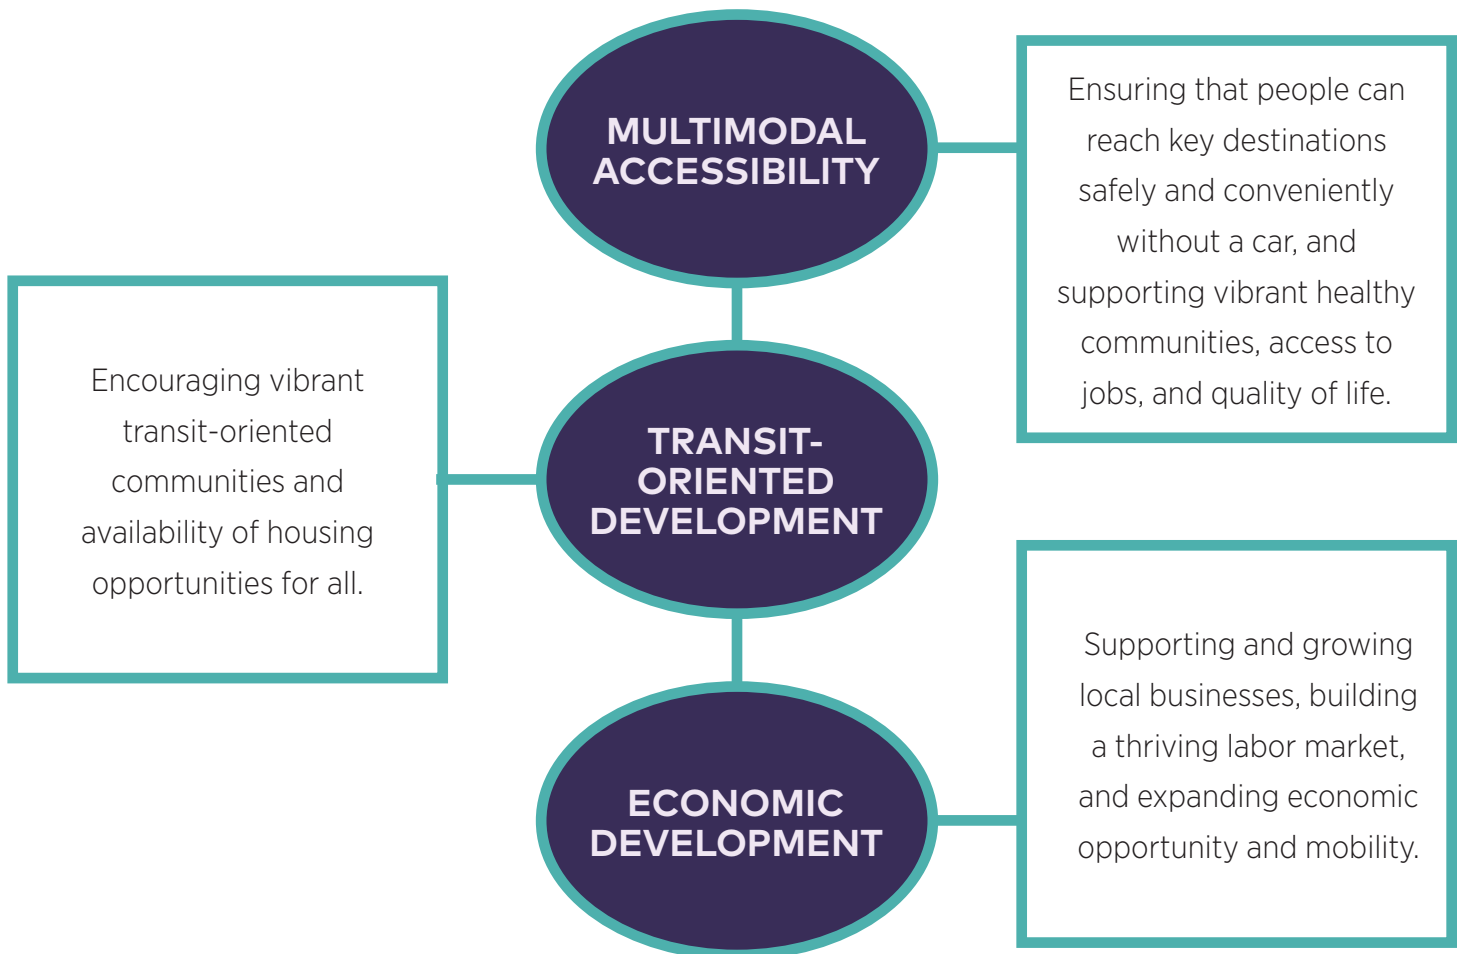 MULTIMODAL
ACCESSIBILITY
Ensuring that people can
reach key destinations
safely and conveniently
without a car, and
supporting vibrant healthy
communities, access to
jobs, and quality of life.
TRANSIT-
ORIENTED
DEVELOPMENT
Encouraging vibrant
transit-oriented
communities and
availability of housing
opportunities for all.
ECONOMIC
DEVELOPMENT
Supporting and growing
local businesses, building
a thriving labor market,
and expanding economic
opportunity and mobility.